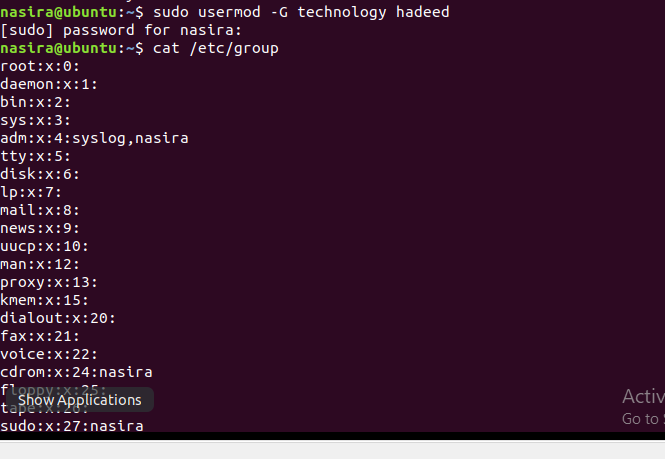 nasira@ubuntu:~$ sudo usermod -G technology hadeed
[sudo] password for nasira:
nasira@ubuntu:~$ cat /etc/group
root:x:0:
daemon:x:1:
bin:x:2:
sys:x:3:
adm:x:4:syslog,nasira
tty:x:5:
disk:x:6:
lp:x:7:
mail:x:8:
news:x:9:
uucp:x:10:
man:x:12:
proxy:x:13:
kmem:x:15:
dialout:x:20:
fax:x:21:
voice:x:22:
cdrom:x:24:nasira
floppy:x:25:
Show Applications
tape:x:26:
sudo:x:27:nasira
Activ
Go to S